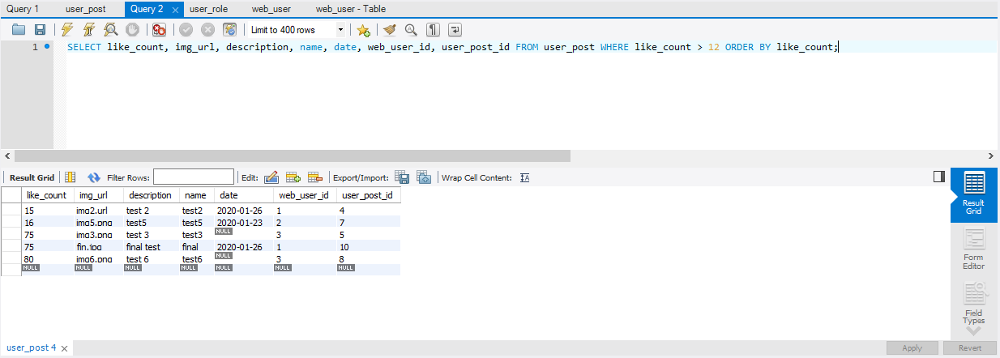 Query 1 user_post Query 2 user_role web_user web_user - Table
Limit to 400 rows
1 SELECT like_count, img_url, description, name, date, web_user_id, user_post_id FROM user_post WHERE like_count > 12 ORDER BY like_count;
Result Grid Filter Rows: Edit: Export/Import: Wrap Cell Content: IA
like_count img_url description name date web_user_id user_post_id
15 img2.url test 2 test2 2020-01-26 1 4
16 img5.png test5 test5 2020-01-23 2 7
75 img3.png test 3 test3 NULL 3 5
75 fin.jpg final test final 2020-01-26 1 10
80 img6.png test 6 test6 NULL 3 8
NULL NULL NULL NULL NULL NULL NULL
Result
Grid
Form
Editor
Field
Types
user_post 4
Apply Revert